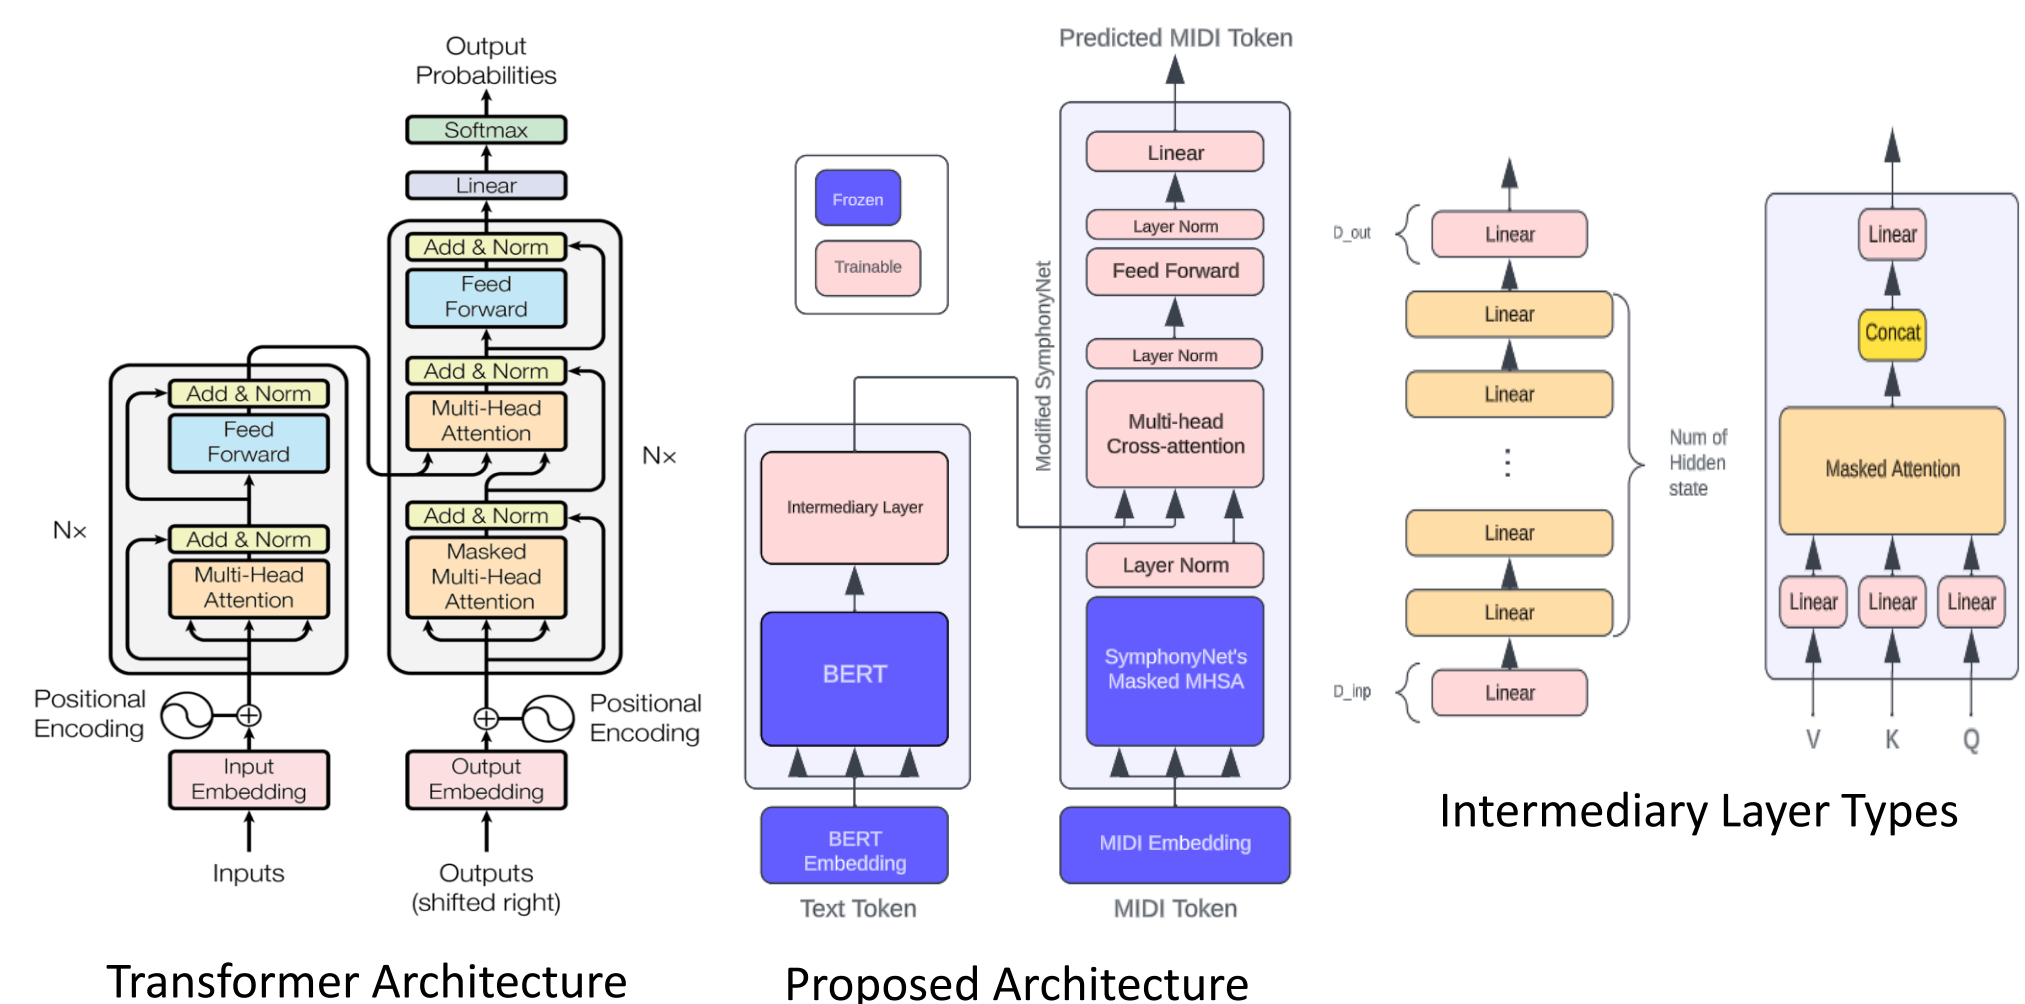 Output
Probabilities
Softmax
Linear
Add & Norm
Feed
Forward
Add & Norm
Multi-Head
Attention
Add & Norm
Masked
Multi-Head
Attention
Nx
Add & Norm
Feed
Forward
Add & Norm
Multi-Head
Attention
Nx
Positional
Encoding
Positional
Encoding
Input
Embedding
Output
Embedding
Inputs
Outputs
(shifted right)
Transformer Architecture
Frozen
Trainable
Predicted MIDI Token
Linear
Layer Norm
Feed Forward
Layer Norm
Multi-head
Cross-attention
Layer Norm
SymphonyNet's
Masked MHSA
Modified SymphonyNet
Intermediary Layer
BERT
BERT
Embedding
MIDI Embedding
Text Token
MIDI Token
Proposed Architecture
D_out
Linear
Linear
Linear
⋮
Linear
Linear
Num of
Hidden
state
D_inp
Linear
Linear
Concat
Masked Attention
Linear
Linear
Linear
V
K
Q
Intermediary Layer Types